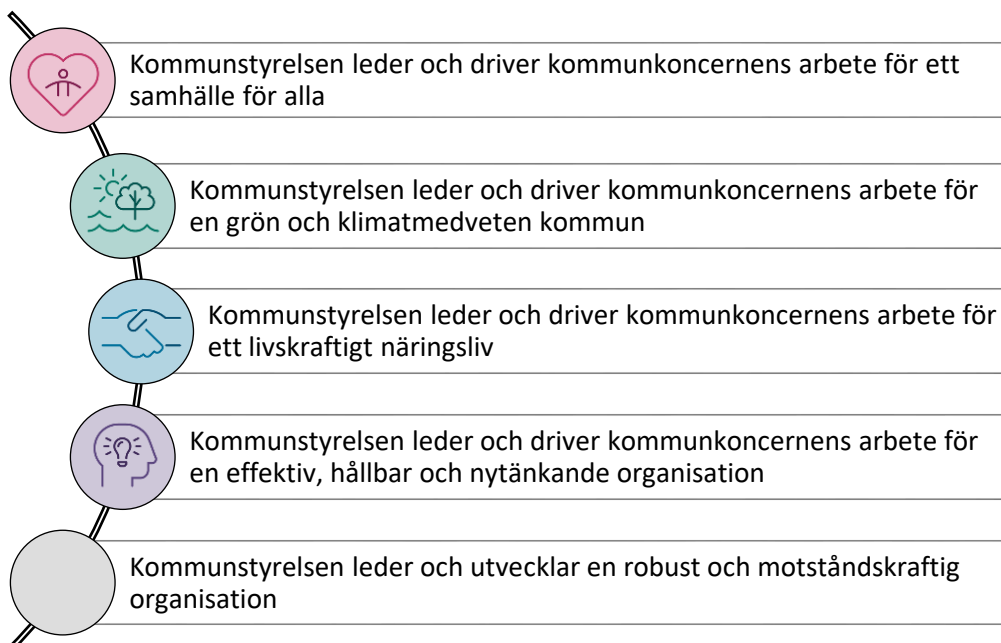 Kommunstyrelsen leder och driver kommunkoncernens arbete för ett
samhälle för alla
Kommunstyrelsen leder och driver kommunkoncernens arbete för
en grön och klimatmedveten kommun
Kommunstyrelsen leder och driver kommunkoncernens arbete för
ett livskraftigt näringsliv
Kommunstyrelsen leder och driver kommunkoncernens arbete för
en effektiv, hållbar och nytänkande organisation
Kommunstyrelsen leder och utvecklar en robust och motståndskraftig
organisation